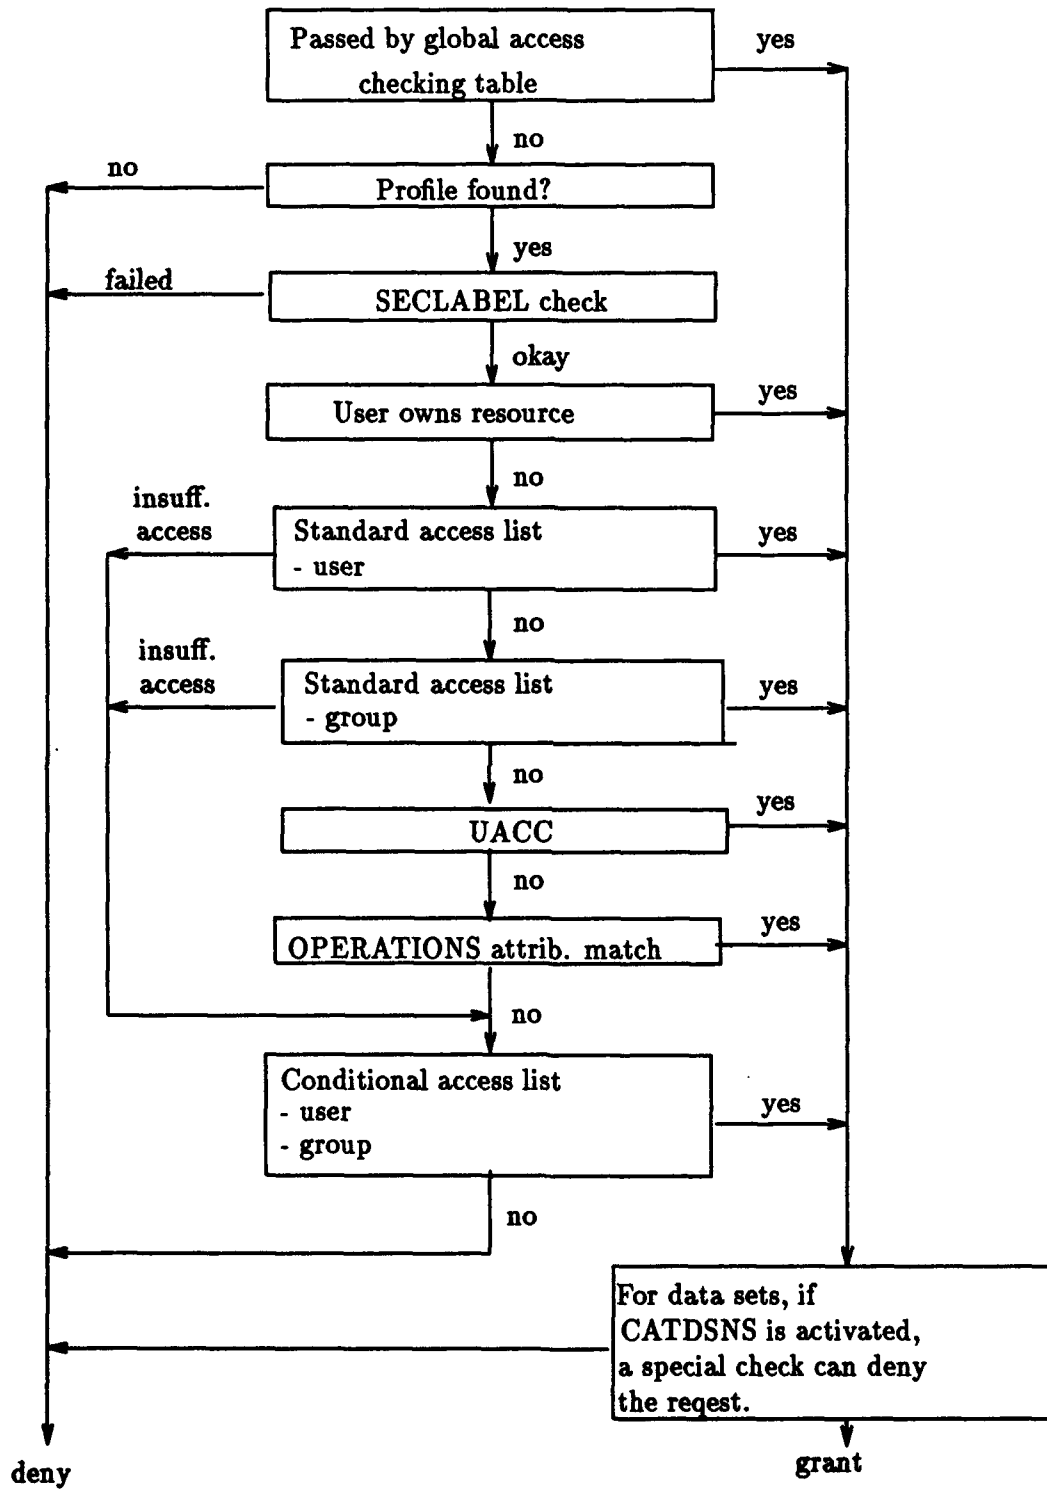 Passed by global access
checking table
yes
no
no
Profile found?
yes
failed
SECLABEL check
okay
User owns resource
yes
no
insuff.
access
Standard access list
- user
yes
no
insuff.
access
Standard access list
- group
yes
no
UACC
yes
no
OPERATIONS attrib. match
yes
no
Conditional access list
- user
- group
yes
no
For data sets, if
CATDSNS is activated,
a special check can deny
the reqest.
deny
grant